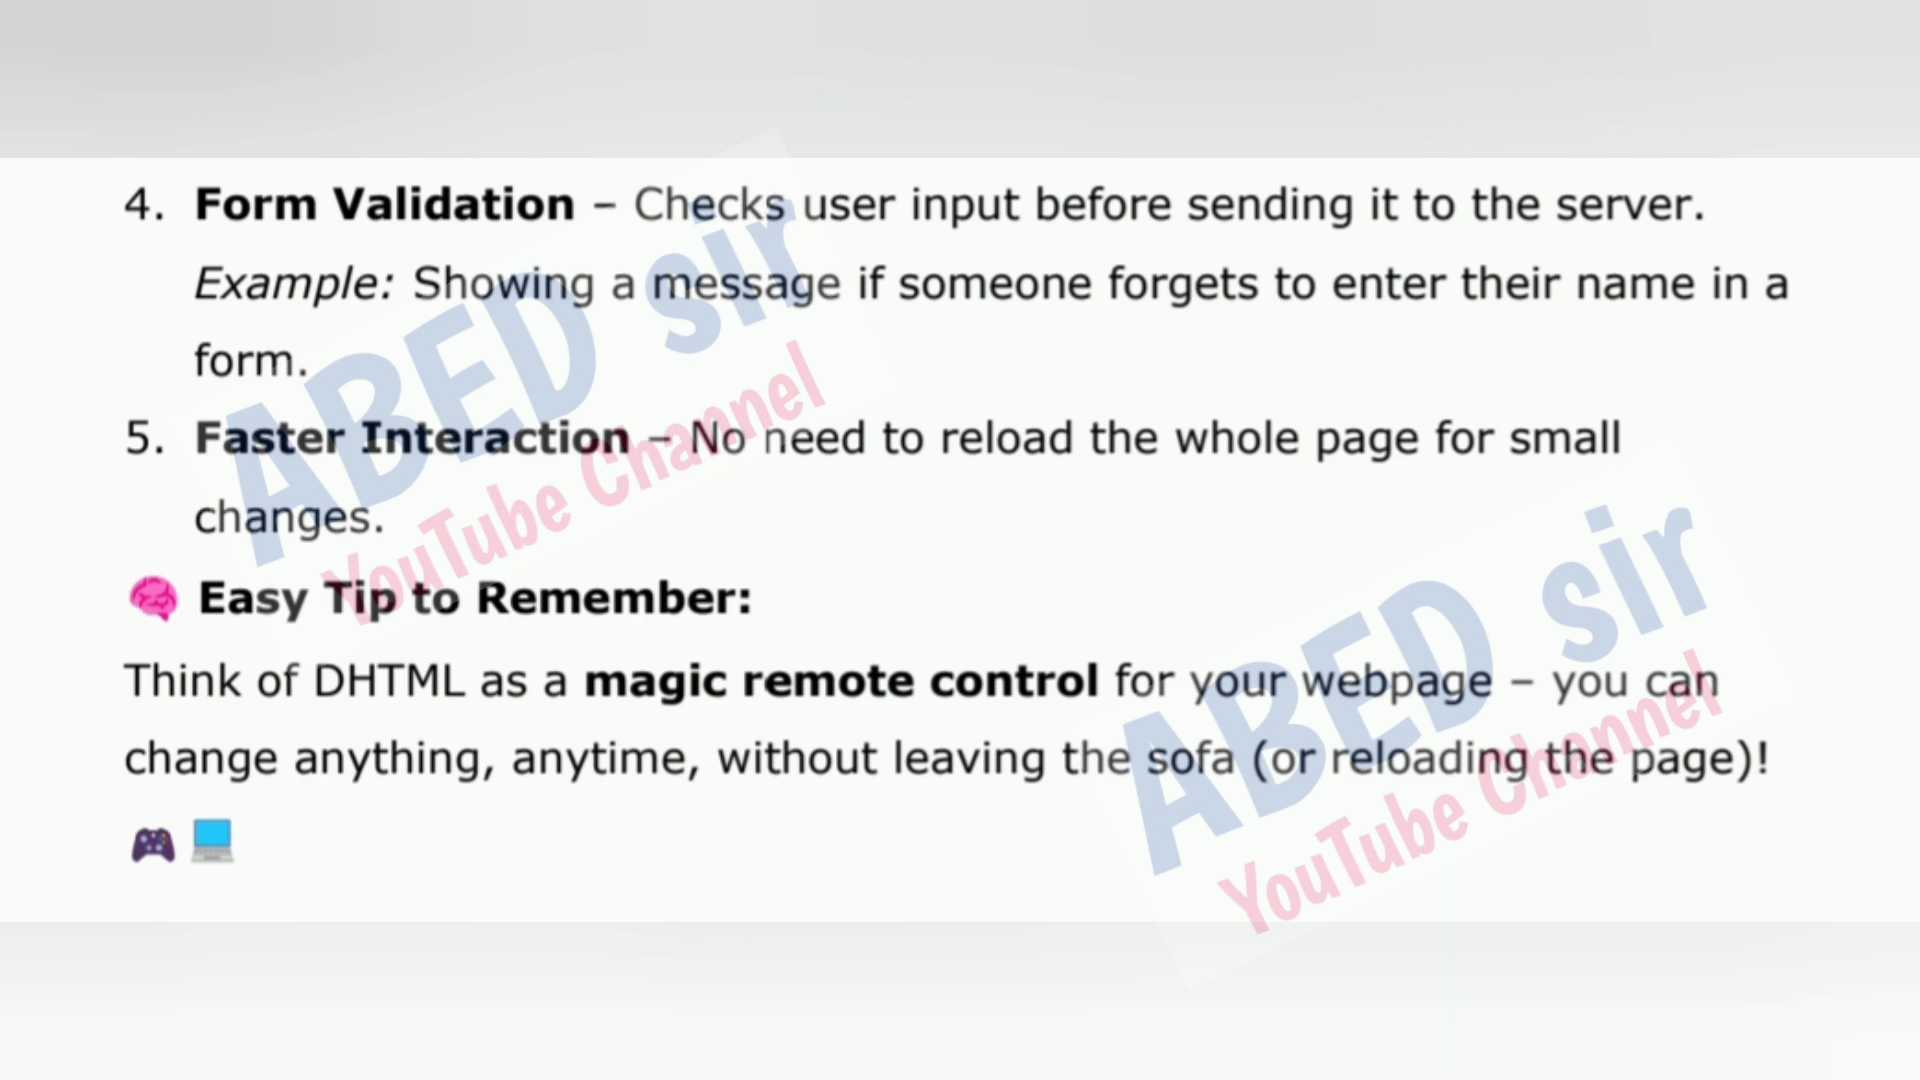 4. Form Validation – Checks user input before sending it to the server.
Example: Showing a message if someone forgets to enter their name in a
form.
5. Faster Interaction – No need to reload the whole page for small
changes.
🧠 Easy Tip to Remember:
Think of DHTML as a magic remote control for your webpage – you can
change anything, anytime, without leaving the sofa (or reloading the page)!
🎮 💻
ABED sir
YouTube Channel
ABED sir
YouTube Channel